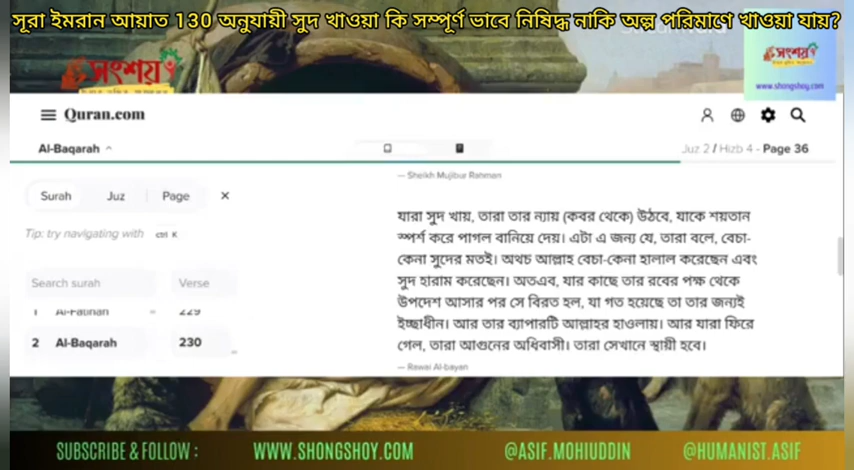 সূরা ইমরান আয়াত 130 অনুযায়ী সুদ খাওয়া কি সম্পূর্ণ ভাবে নিষিদ্ধ নাকি অল্প পরিমাণে খাওয়া যায়?
সংশয়
www.shongshoy.com
Quran.com
Al-Baqarah
Juz 2 / Hizb 4 - Page 36
— Sheikh Mujibur Rahman
Surah Juz Page
Tip: try navigating with ctrl K
Search surah Verse
1 Al-Fatihah 229
2 Al-Baqarah 230
যারা সুদ খায়, তারা তার ন্যায় (কবর থেকে) উঠবে, যাকে শয়তান
স্পর্শ করে পাগল বানিয়ে দেয়। এটা এ জন্য যে, তারা বলে, বেচা-
কেনা সুদের মতই। অথচ আল্লাহ বেচা-কেনা হালাল করেছেন এবং
সুদ হারাম করেছেন। অতএব, যার কাছে তার রবের পক্ষ থেকে
উপদেশ আসার পর সে বিরত হল, যা গত হয়েছে তা তার জন্যই
ইচ্ছাধীন। আর তার ব্যাপারটি আল্লাহর হাওলায়। আর যারা ফিরে
গেল, তারা আগুনের অধিবাসী। তারা সেখানে স্থায়ী হবে।
— Rawai Al-bayan
SUBSCRIBE & FOLLOW : WWW.SHONGSHOY.COM @ASIF.MOHIUDDIN @HUMANIST.ASIF